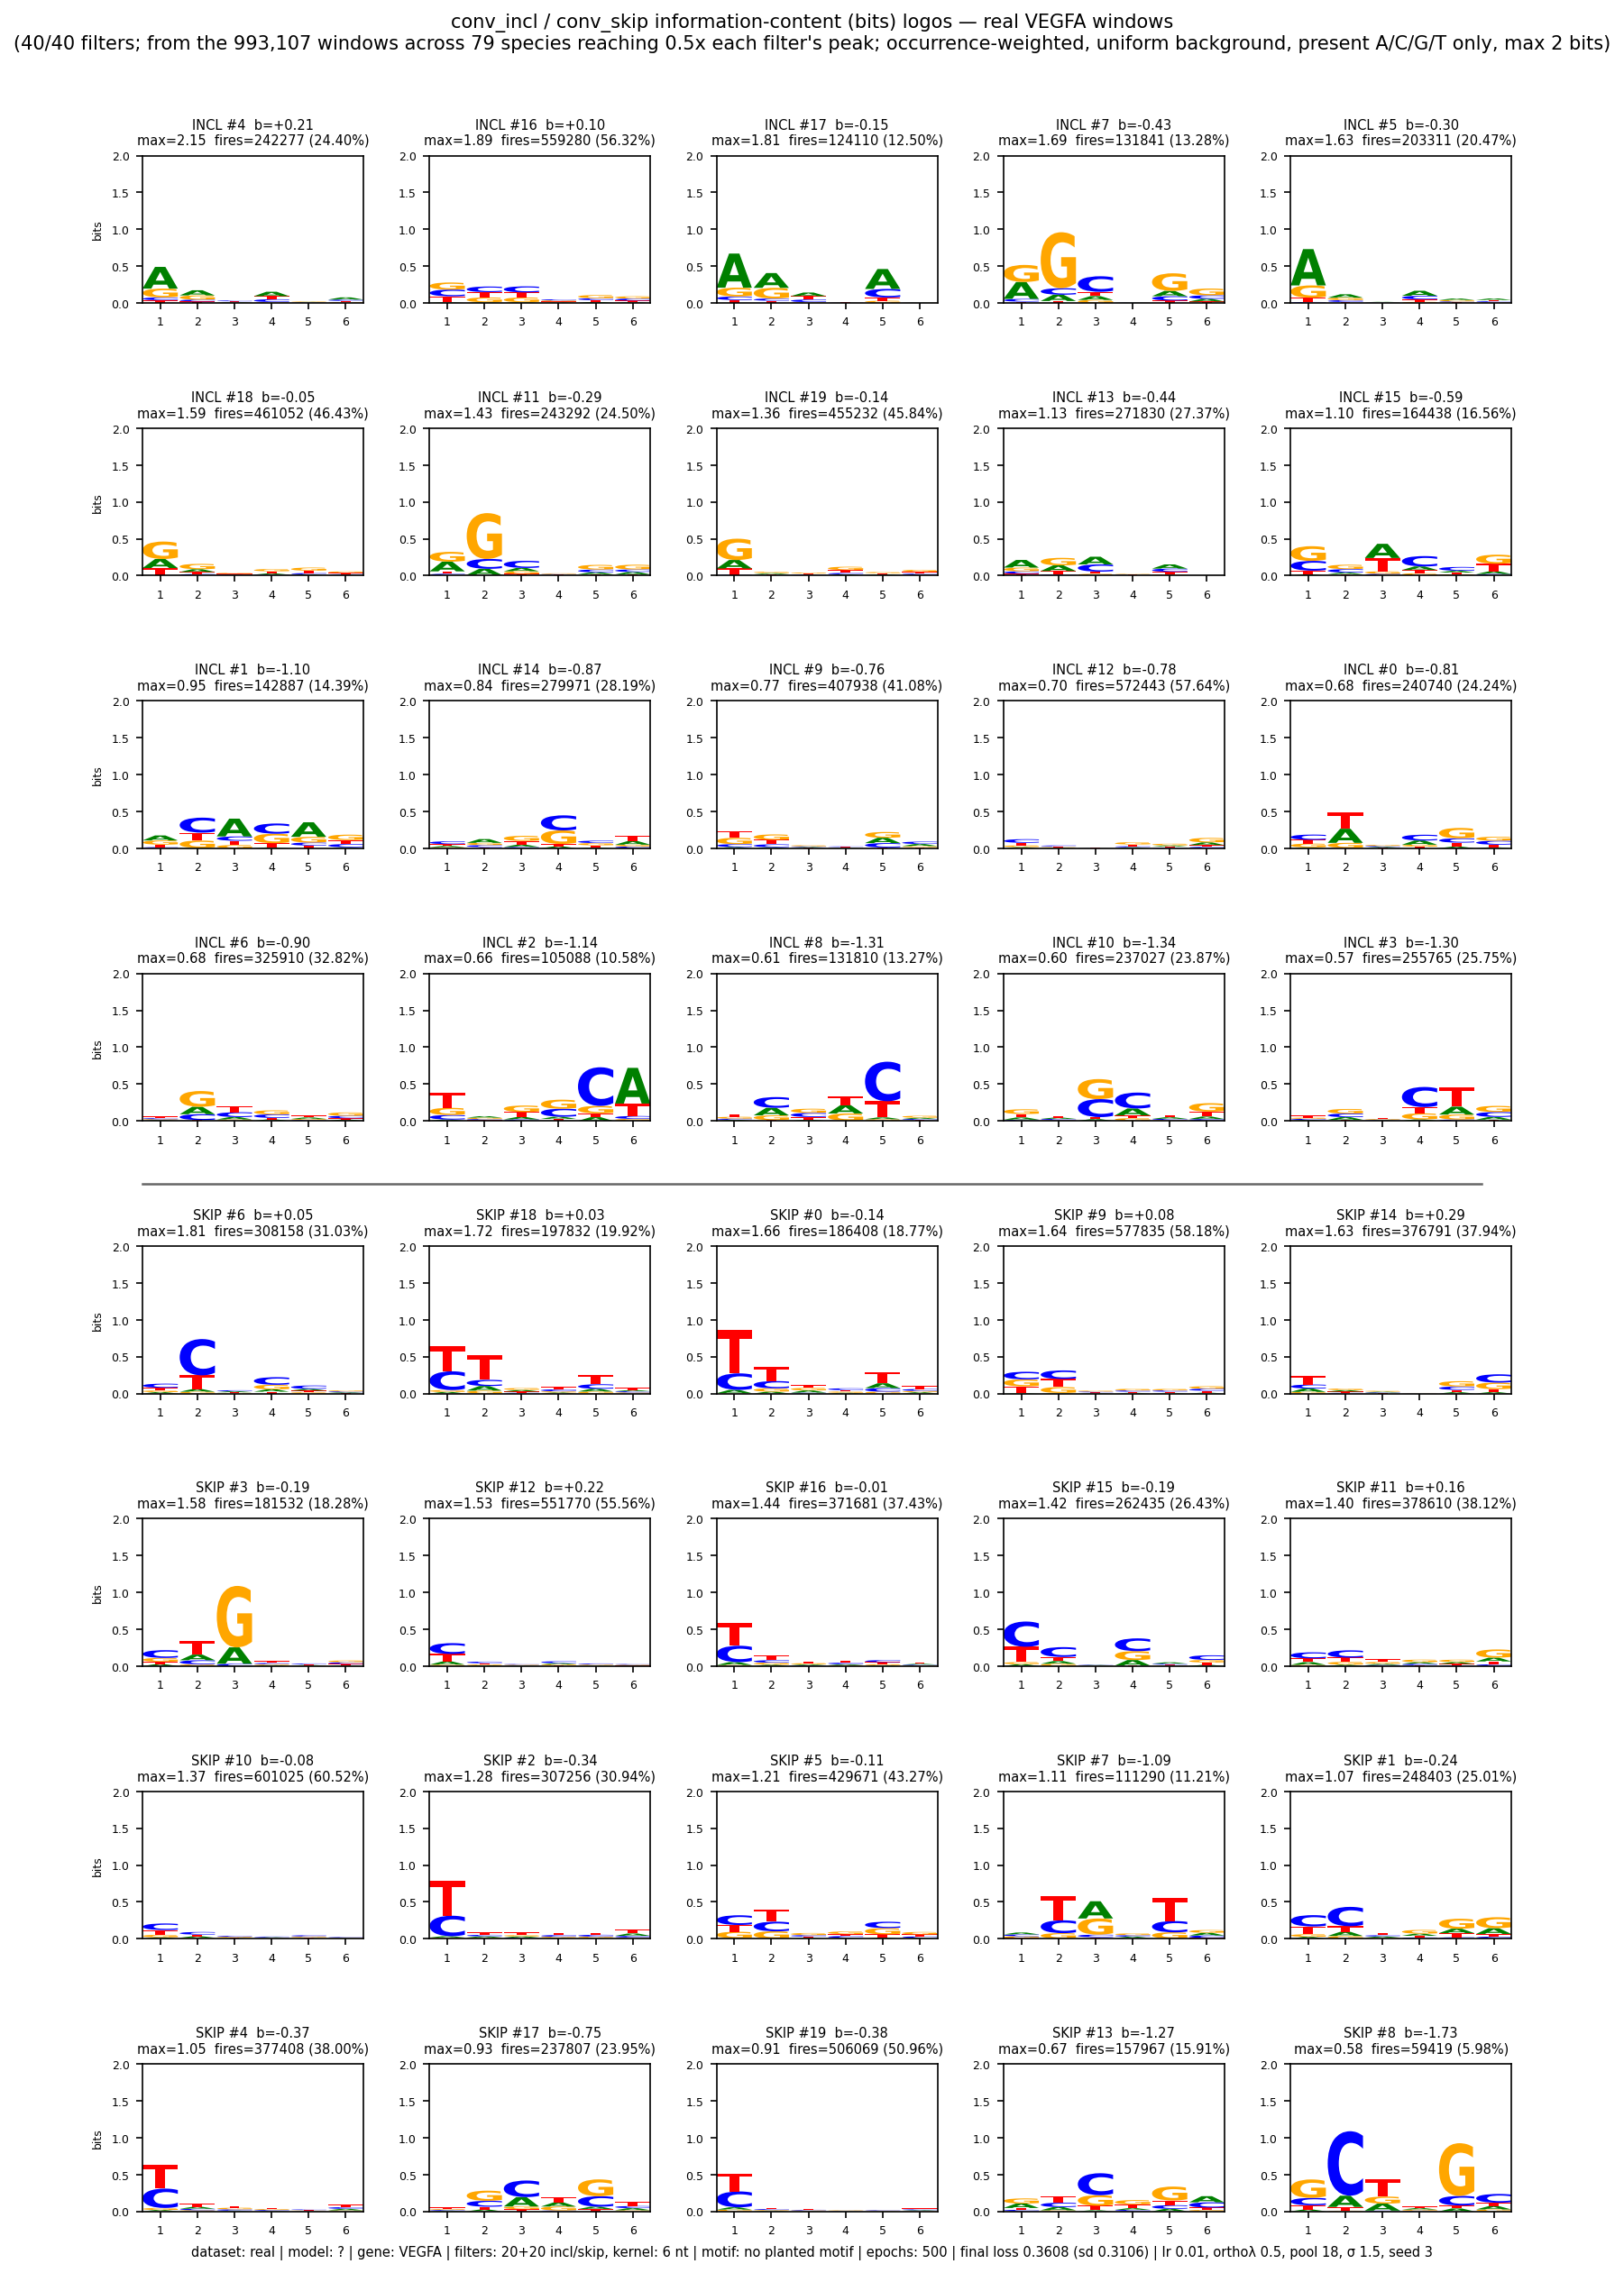 conv_incl / conv_skip information-content (bits) logos — real VEGFA windows
(40/40 filters; from the 993,107 windows across 79 species reaching 0.5x each filter's peak; occurrence-weighted, uniform background, present A/C/G/T only, max 2 bits)
INCL #4 b=+0.21
max=2.15 fires=242277 (24.40%)
INCL #16 b=+0.10
max=1.89 fires=559280 (56.32%)
INCL #17 b=-0.15
max=1.81 fires=124110 (12.50%)
INCL #7 b=-0.43
max=1.69 fires=131841 (13.28%)
INCL #5 b=-0.30
max=1.63 fires=203311 (20.47%)
INCL #18 b=-0.05
max=1.59 fires=461052 (46.43%)
INCL #11 b=-0.29
max=1.43 fires=243292 (24.50%)
INCL #19 b=-0.14
max=1.36 fires=455232 (45.84%)
INCL #13 b=-0.44
max=1.13 fires=271830 (27.37%)
INCL #15 b=-0.59
max=1.10 fires=164438 (16.56%)
INCL #1 b=-1.10
max=0.95 fires=142887 (14.39%)
INCL #14 b=-0.87
max=0.84 fires=279971 (28.19%)
INCL #9 b=-0.76
max=0.77 fires=407938 (41.08%)
INCL #12 b=-0.78
max=0.70 fires=572443 (57.64%)
INCL #0 b=-0.81
max=0.68 fires=240740 (24.24%)
INCL #6 b=-0.90
max=0.68 fires=325910 (32.82%)
INCL #2 b=-1.14
max=0.66 fires=105088 (10.58%)
INCL #8 b=-1.31
max=0.61 fires=131810 (13.27%)
INCL #10 b=-1.34
max=0.60 fires=237027 (23.87%)
INCL #3 b=-1.30
max=0.57 fires=255765 (25.75%)
SKIP #6 b=+0.05
max=1.81 fires=308158 (31.03%)
SKIP #18 b=+0.03
max=1.72 fires=197832 (19.92%)
SKIP #0 b=-0.14
max=1.66 fires=186408 (18.77%)
SKIP #9 b=+0.08
max=1.64 fires=577835 (58.18%)
SKIP #14 b=+0.29
max=1.63 fires=376791 (37.94%)
SKIP #3 b=-0.19
max=1.58 fires=181532 (18.28%)
SKIP #12 b=+0.22
max=1.53 fires=551770 (55.56%)
SKIP #16 b=-0.01
max=1.44 fires=371681 (37.43%)
SKIP #15 b=-0.19
max=1.42 fires=262435 (26.43%)
SKIP #11 b=+0.16
max=1.40 fires=378610 (38.12%)
SKIP #10 b=-0.08
max=1.37 fires=601025 (60.52%)
SKIP #2 b=-0.34
max=1.28 fires=307256 (30.94%)
SKIP #5 b=-0.11
max=1.21 fires=429671 (43.27%)
SKIP #7 b=-1.09
max=1.11 fires=111290 (11.21%)
SKIP #1 b=-0.24
max=1.07 fires=248403 (25.01%)
SKIP #4 b=-0.37
max=1.05 fires=377408 (38.00%)
SKIP #17 b=-0.75
max=0.93 fires=237807 (23.95%)
SKIP #19 b=-0.38
max=0.91 fires=506069 (50.96%)
SKIP #13 b=-1.27
max=0.67 fires=157967 (15.91%)
SKIP #8 b=-1.73
max=0.58 fires=59419 (5.98%)
dataset: real | model: ? | gene: VEGFA | filters: 20+20 incl/skip, kernel: 6 nt | motif: no planted motif | epochs: 500 | final loss 0.3608 (sd 0.3106) | lr 0.01, orthoλ 0.5, pool 18, σ 1.5, seed 3